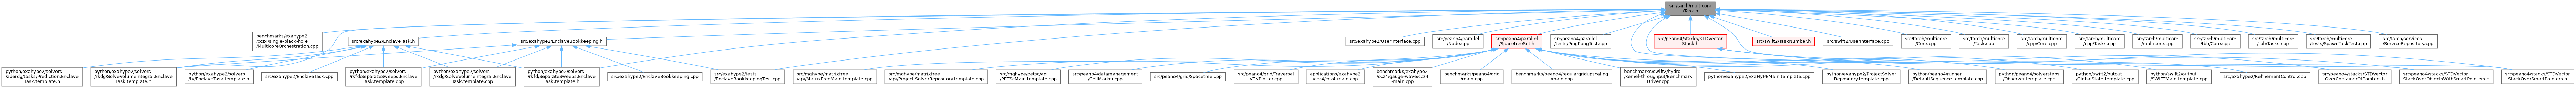 src/tarch/multicore
/Task.h
benchmarks/exahype2
/ccz4/single-black-hole
/MulticoreOrchestration.cpp
src/exahype2/EnclaveTask.h
src/exahype2/EnclaveBookkeeping.h
src/exahype2/UserInterface.cpp
src/peano4/parallel
/Node.cpp
src/peano4/parallel
/SpacetreeSet.h
src/peano4/parallel
/tests/PingPongTest.cpp
src/peano4/stacks/STDVector
Stack.h
src/swift2/TaskNumber.h
src/swift2/UserInterface.cpp
src/tarch/multicore
/Core.cpp
src/tarch/multicore
/Task.cpp
src/tarch/multicore
/cpp/Core.cpp
src/tarch/multicore
/cpp/Tasks.cpp
src/tarch/multicore
/multicore.cpp
src/tarch/multicore
/tbb/Core.cpp
src/tarch/multicore
/tbb/Tasks.cpp
src/tarch/multicore
/tests/SpawnTaskTest.cpp
src/tarch/services
/ServiceRepository.cpp
python/exahype2/solvers
/aderdg/tasks/Prediction.Enclave
Task.template.h
python/exahype2/solvers
/rkdg/SolveVolumeIntegral.Enclave
Task.template.h
python/exahype2/solvers
/fv/EnclaveTask.template.h
src/exahype2/EnclaveTask.cpp
python/exahype2/solvers
/rkfd/SeparateSweeps.Enclave
Task.template.cpp
python/exahype2/solvers
/rkdg/SolveVolumeIntegral.Enclave
Task.template.cpp
python/exahype2/solvers
/rkfd/SeparateSweeps.Enclave
Task.template.h
src/exahype2/EnclaveBookkeeping.cpp
src/exahype2/tests
/EnclaveBookkeepingTest.cpp
src/mghype/matrixfree
/api/MatrixFreeMain.template.cpp
src/mghype/matrixfree
/api/Project.SolverRepository.template.cpp
src/mghype/petsc/api
/PETScMain.template.cpp
src/peano4/datamanagement
/CellMarker.cpp
src/peano4/grid/Spacetree.cpp
src/peano4/grid/Traversal
VTKPlotter.cpp
applications/exahype2
/ccz4/ccz4-main.cpp
benchmarks/exahype2
/ccz4/gauge-wave/ccz4
-main.cpp
benchmarks/peano4/grid
/main.cpp
benchmarks/peano4/regulargridupscaling
/main.cpp
benchmarks/swift2/hydro
/kernel-throughput/Benchmark
Driver.cpp
python/exahype2/ExaHyPEMain.template.cpp
python/exahype2/ProjectSolver
Repository.template.cpp
python/peano4/runner
/DefaultSequence.template.cpp
python/peano4/solversteps
/Observer.template.cpp
python/swift2/output
/GlobalState.template.cpp
python/swift2/output
/SWIFTMain.template.cpp
src/exahype2/RefinementControl.cpp
src/peano4/stacks/STDVector
OverContainerOfPointers.h
src/peano4/stacks/STDVector
StackOverObjectsWithSmartPointers.h
src/peano4/stacks/STDVector
StackOverSmartPointers.h